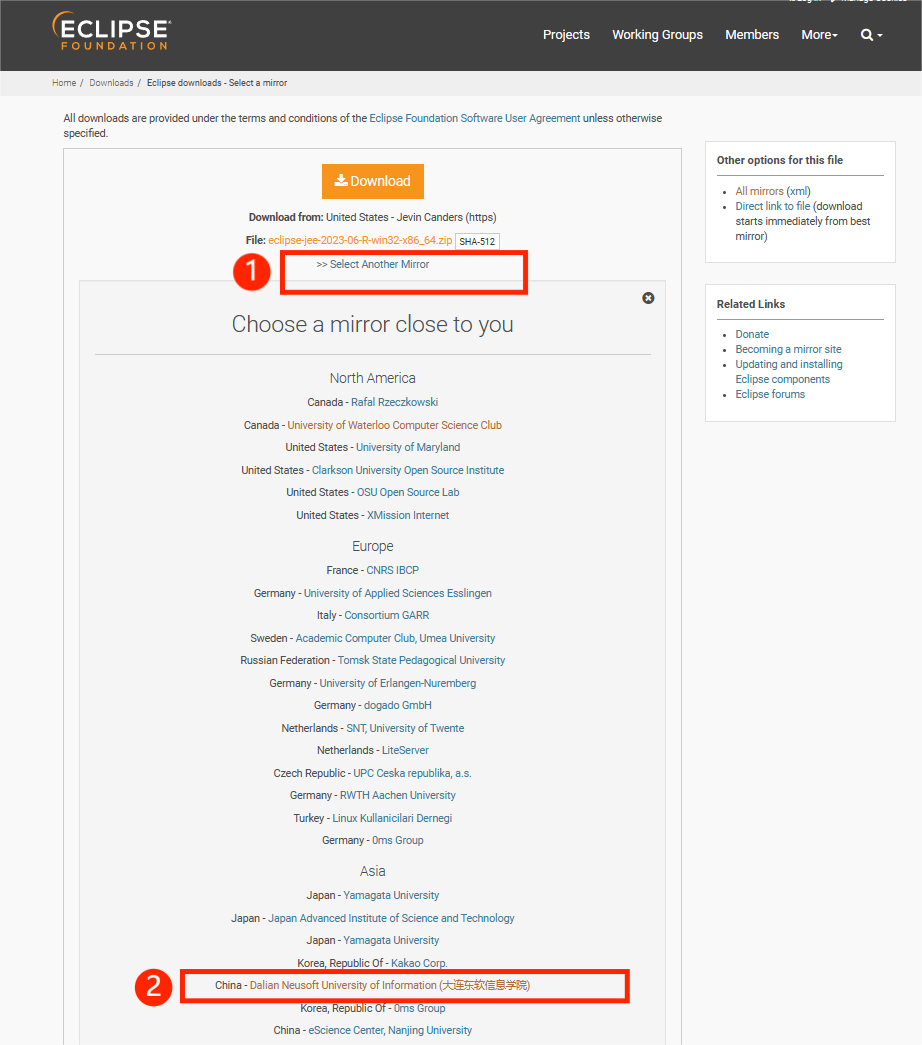 ECLIPSE
FOUNDATION
Projects Working Groups Members More
Home / Downloads / Eclipse downloads - Select a mirror
All downloads are provided under the terms and conditions of the Eclipse Foundation Software User Agreement unless otherwise
specified.
Download
Download from: United States - Jevin Canders (https)
File: eclipse-jee-2023-06-R-win32-x86_64.zip SHA-512
1
>> Select Another Mirror
Choose a mirror close to you
North America
Canada - Rafal Rzeczkowski
Canada - University of Waterloo Computer Science Club
United States - University of Maryland
United States - Clarkson University Open Source Institute
United States - OSU Open Source Lab
United States - XMission Internet
Europe
France - CNRS IBCP
Germany - University of Applied Sciences Esslingen
Italy - Consortium GARR
Sweden - Academic Computer Club, Umea University
Russian Federation - Tomsk State Pedagogical University
Germany - University of Erlangen-Nuremberg
Germany - dogado GmbH
Netherlands - SNT, University of Twente
Netherlands - LiteServer
Czech Republic - UPC Ceska republika, a.s.
Germany - RWTH Aachen University
Turkey - Linux Kullanicilari Dernegi
Germany - 0ms Group
Asia
Japan - Yamagata University
Japan - Japan Advanced Institute of Science and Technology
Japan - Yamagata University
Korea, Republic Of - Kakao Corp.
2
China - Dalian Neusoft University of Information (大连东软信息学院)
Korea, Republic Of - 0ms Group
China - eScience Center, Nanjing University
Other options for this file
All mirrors (xml)
Direct link to file (download
starts immediately from best
mirror)
Related Links
Donate
Becoming a mirror site
Updating and installing
Eclipse components
Eclipse forums